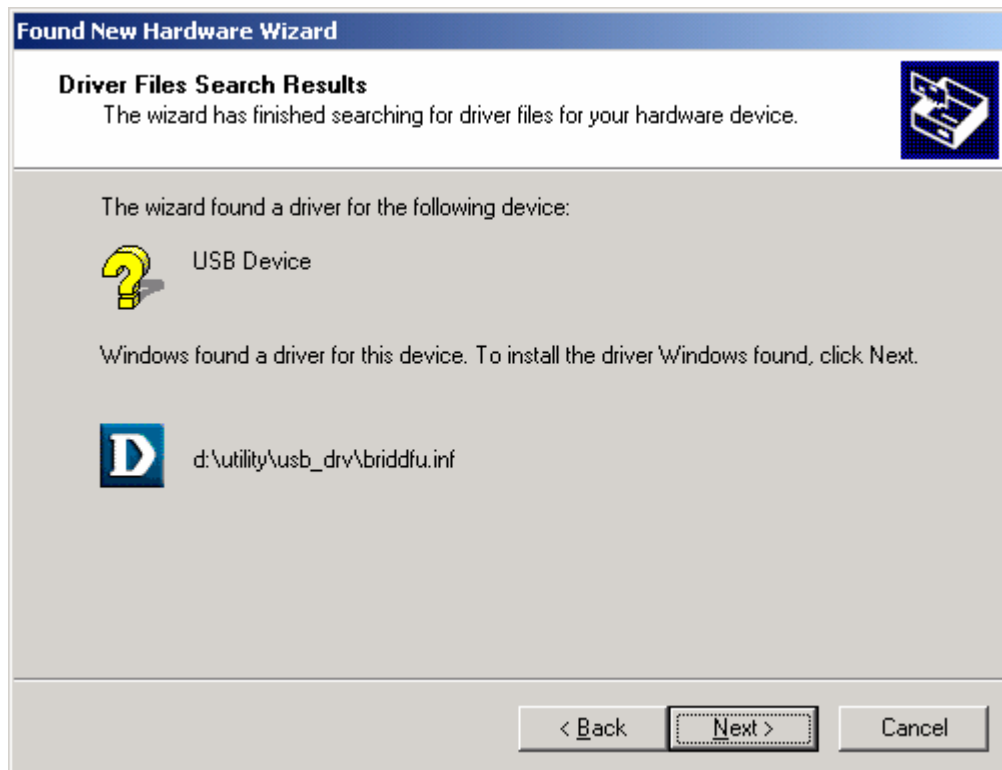 Found New Hardware Wizard
Driver Files Search Results
The wizard has finished searching for driver files for your hardware device.
The wizard found a driver for the following device:
USB Device
Windows found a driver for this device. To install the driver Windows found, click Next.
D
d:\utility\usb_drv\briddfu.inf
< Back
Next >
Cancel